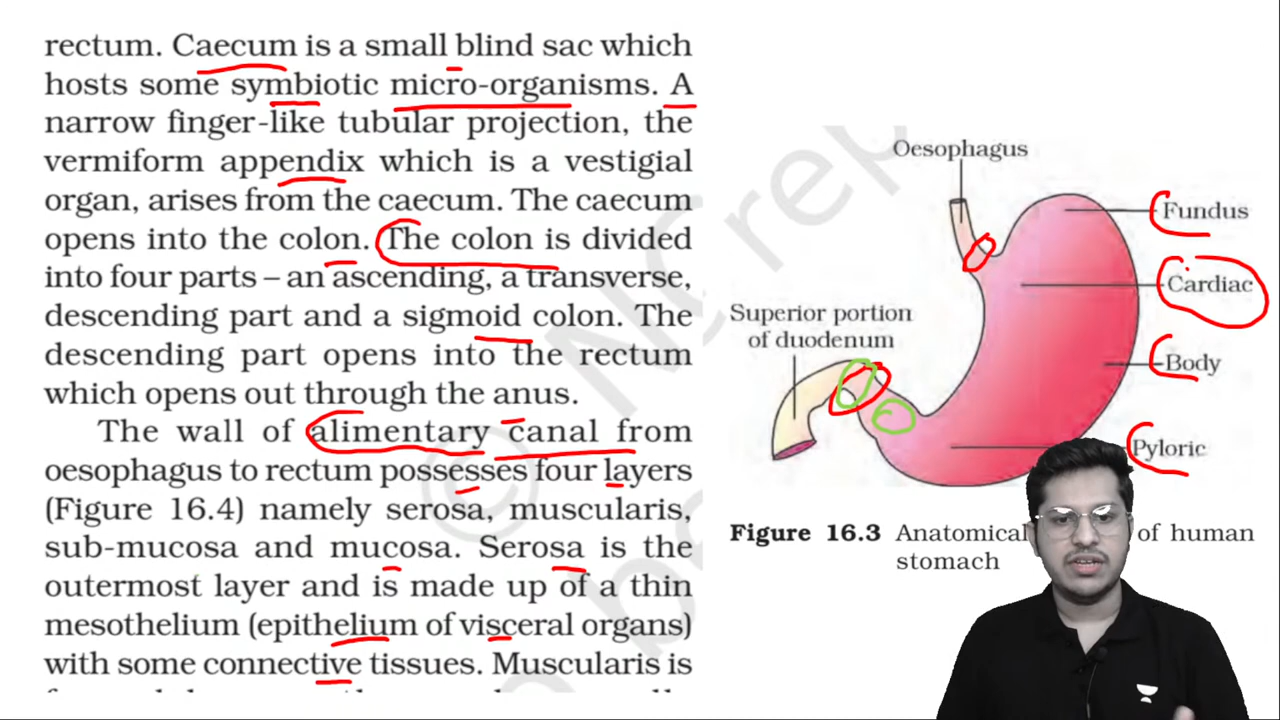 rectum. Caecum is a small blind sac which
hosts some symbiotic micro-organisms. A
narrow finger-like tubular projection, the
vermiform appendix which is a vestigial
organ, arises from the caecum. The caecum
opens into the colon. The colon is divided
into four parts – an ascending, a transverse,
descending part and a sigmoid colon. The
descending part opens into the rectum
which opens out through the anus.
The wall of alimentary canal from
oesophagus to rectum possesses four layers
(Figure 16.4) namely serosa, muscularis,
sub-mucosa and mucosa. Serosa is the
outermost layer and is made up of a thin
mesothelium (epithelium of visceral organs)
with some connective tissues. Muscularis is
Oesophagus
Fundus
Cardiac
Superior portion
of duodenum
Body
Pyloric
Figure 16.3 Anatomical of human
stomach